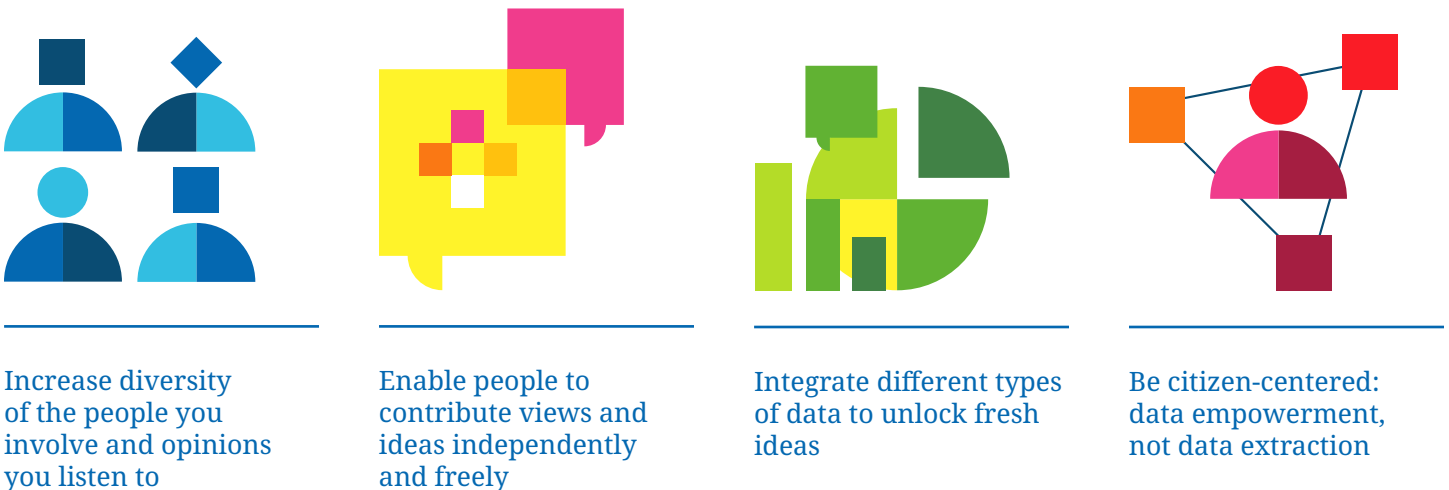 Increase diversity
of the people you
involve and opinions
you listen to
Enable people to
contribute views and
ideas independently
and freely
Integrate different types
of data to unlock fresh
ideas
Be citizen-centered:
data empowerment,
not data extraction